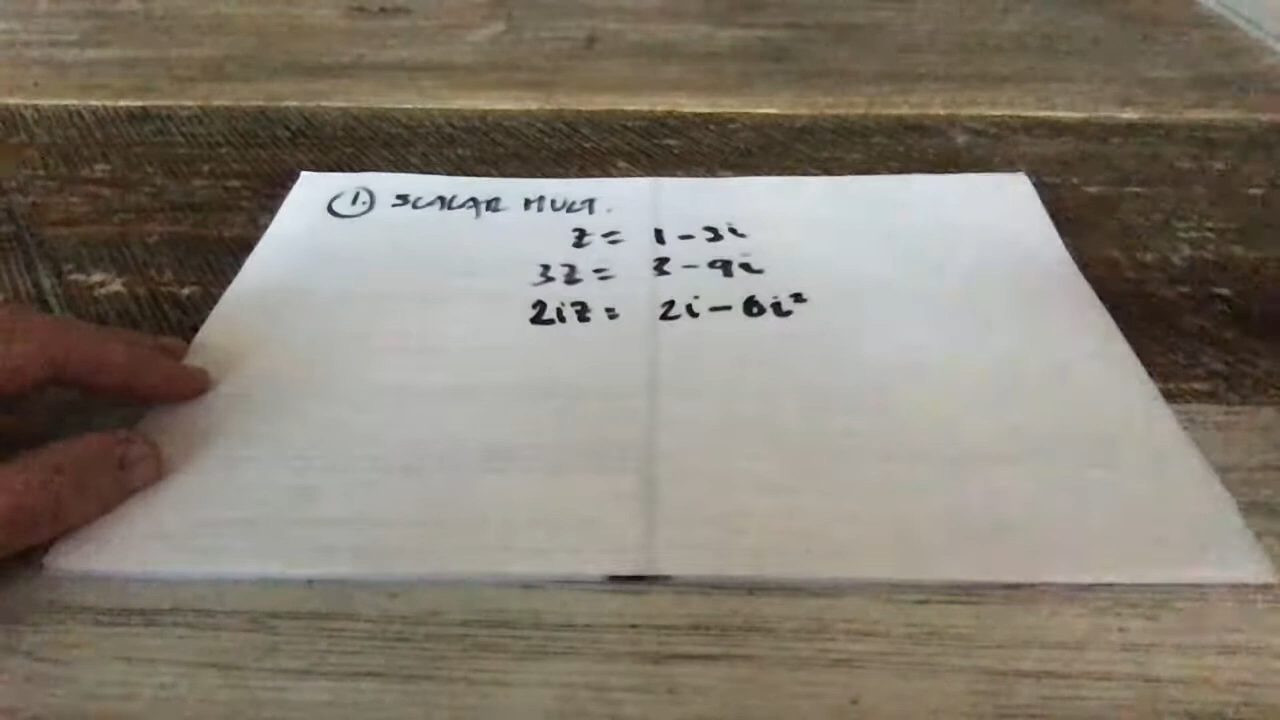 ① SCALAR MULT.
z = 1 - 3i
3z = 3 - 9i
2iz = 2i - 6i²